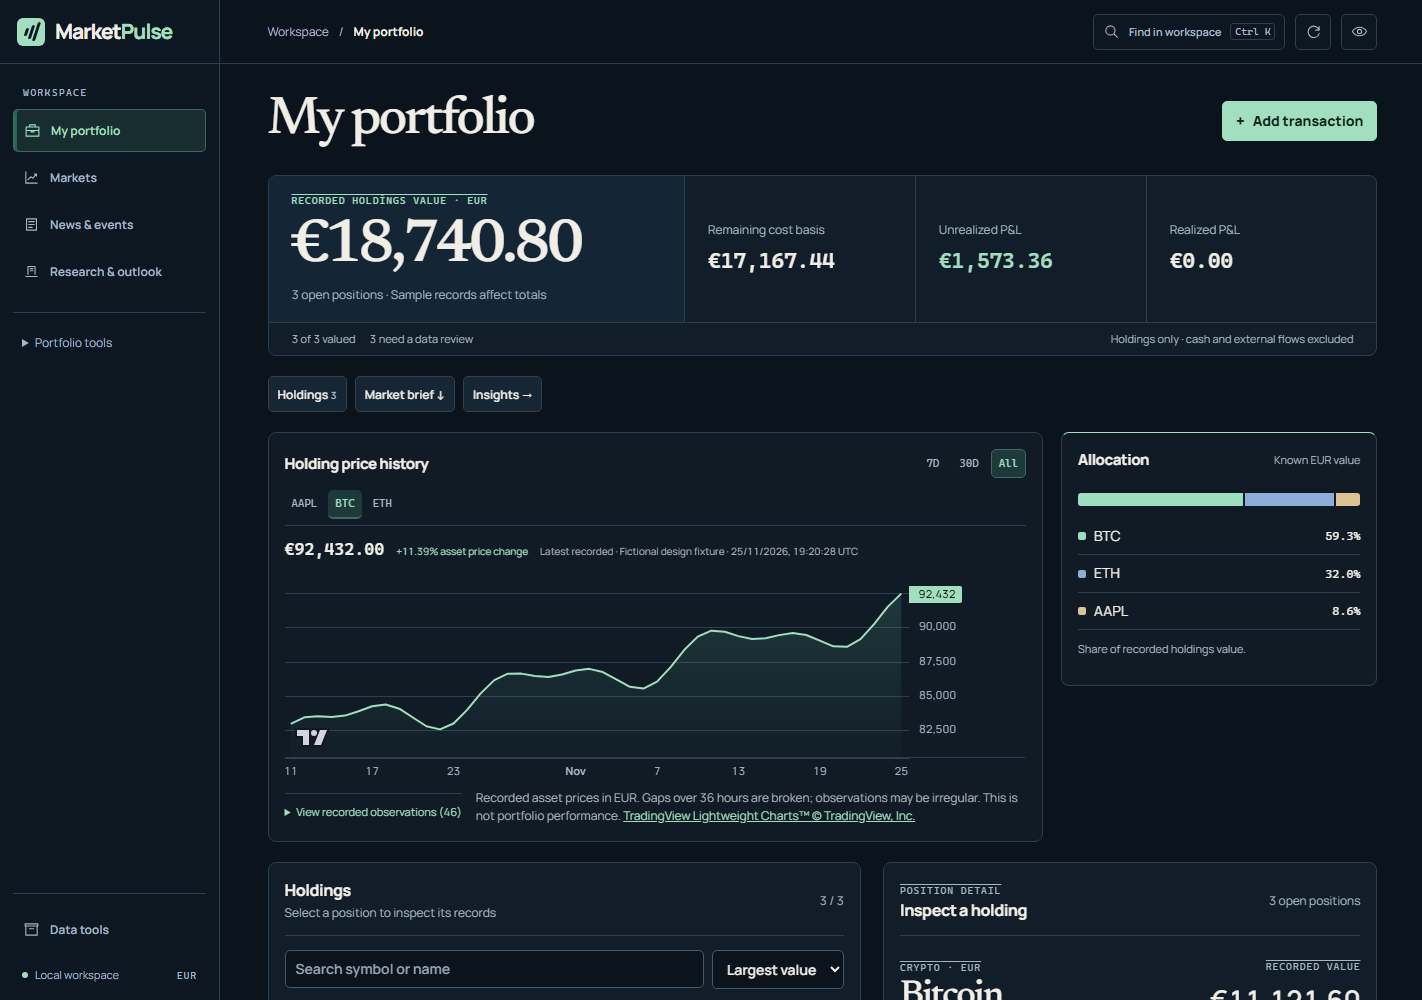 MarketPulse
Workspace / My portfolio
Find in workspace Ctrl K
WORKSPACE
My portfolio
Markets
News & events
Research & outlook
Portfolio tools
Data tools
Local workspace EUR
My portfolio
+ Add transaction
RECORDED HOLDINGS VALUE · EUR
€18,740.80
3 open positions · Sample records affect totals
Remaining cost basis
€17,167.44
Unrealized P&L
€1,573.36
Realized P&L
€0.00
3 of 3 valued 3 need a data review
Holdings only · cash and external flows excluded
Holdings 3
Market brief ↓
Insights →
Holding price history
7D 30D All
AAPL BTC ETH
€92,432.00 +11.39% asset price change Latest recorded · Fictional design fixture · 25/11/2026, 19:20:28 UTC
92,432
90,000
87,500
85,000
82,500
11 17 23 Nov 7 13 19 25
View recorded observations (46)
Recorded asset prices in EUR. Gaps over 36 hours are broken; observations may be irregular. This is
not portfolio performance. TradingView Lightweight Charts™ © TradingView, Inc.
Allocation
Known EUR value
BTC 59.3%
ETH 32.0%
AAPL 8.6%
Share of recorded holdings value.
Holdings
Select a position to inspect its records
3 / 3
Search symbol or name
Largest value
POSITION DETAIL
Inspect a holding
3 open positions
CRYPTO · EUR
Bitcoin
RECORDED VALUE
€11,121.60